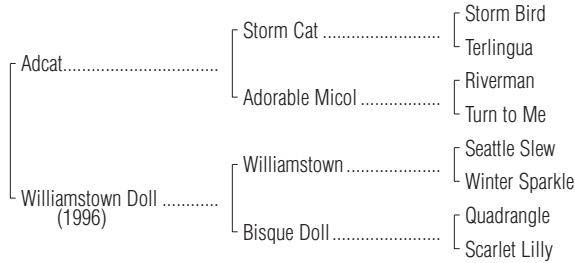 Storm Bird
Storm Cat ..........................
Terlingua
Adcat..................................
Riverman
Adorable Micol .................
Turn to Me
Seattle Slew
Williamstown ....................
Winter Sparkle
Williamstown Doll ............
(1996)
Quadrangle
Bisque Doll .......................
Scarlet Lilly